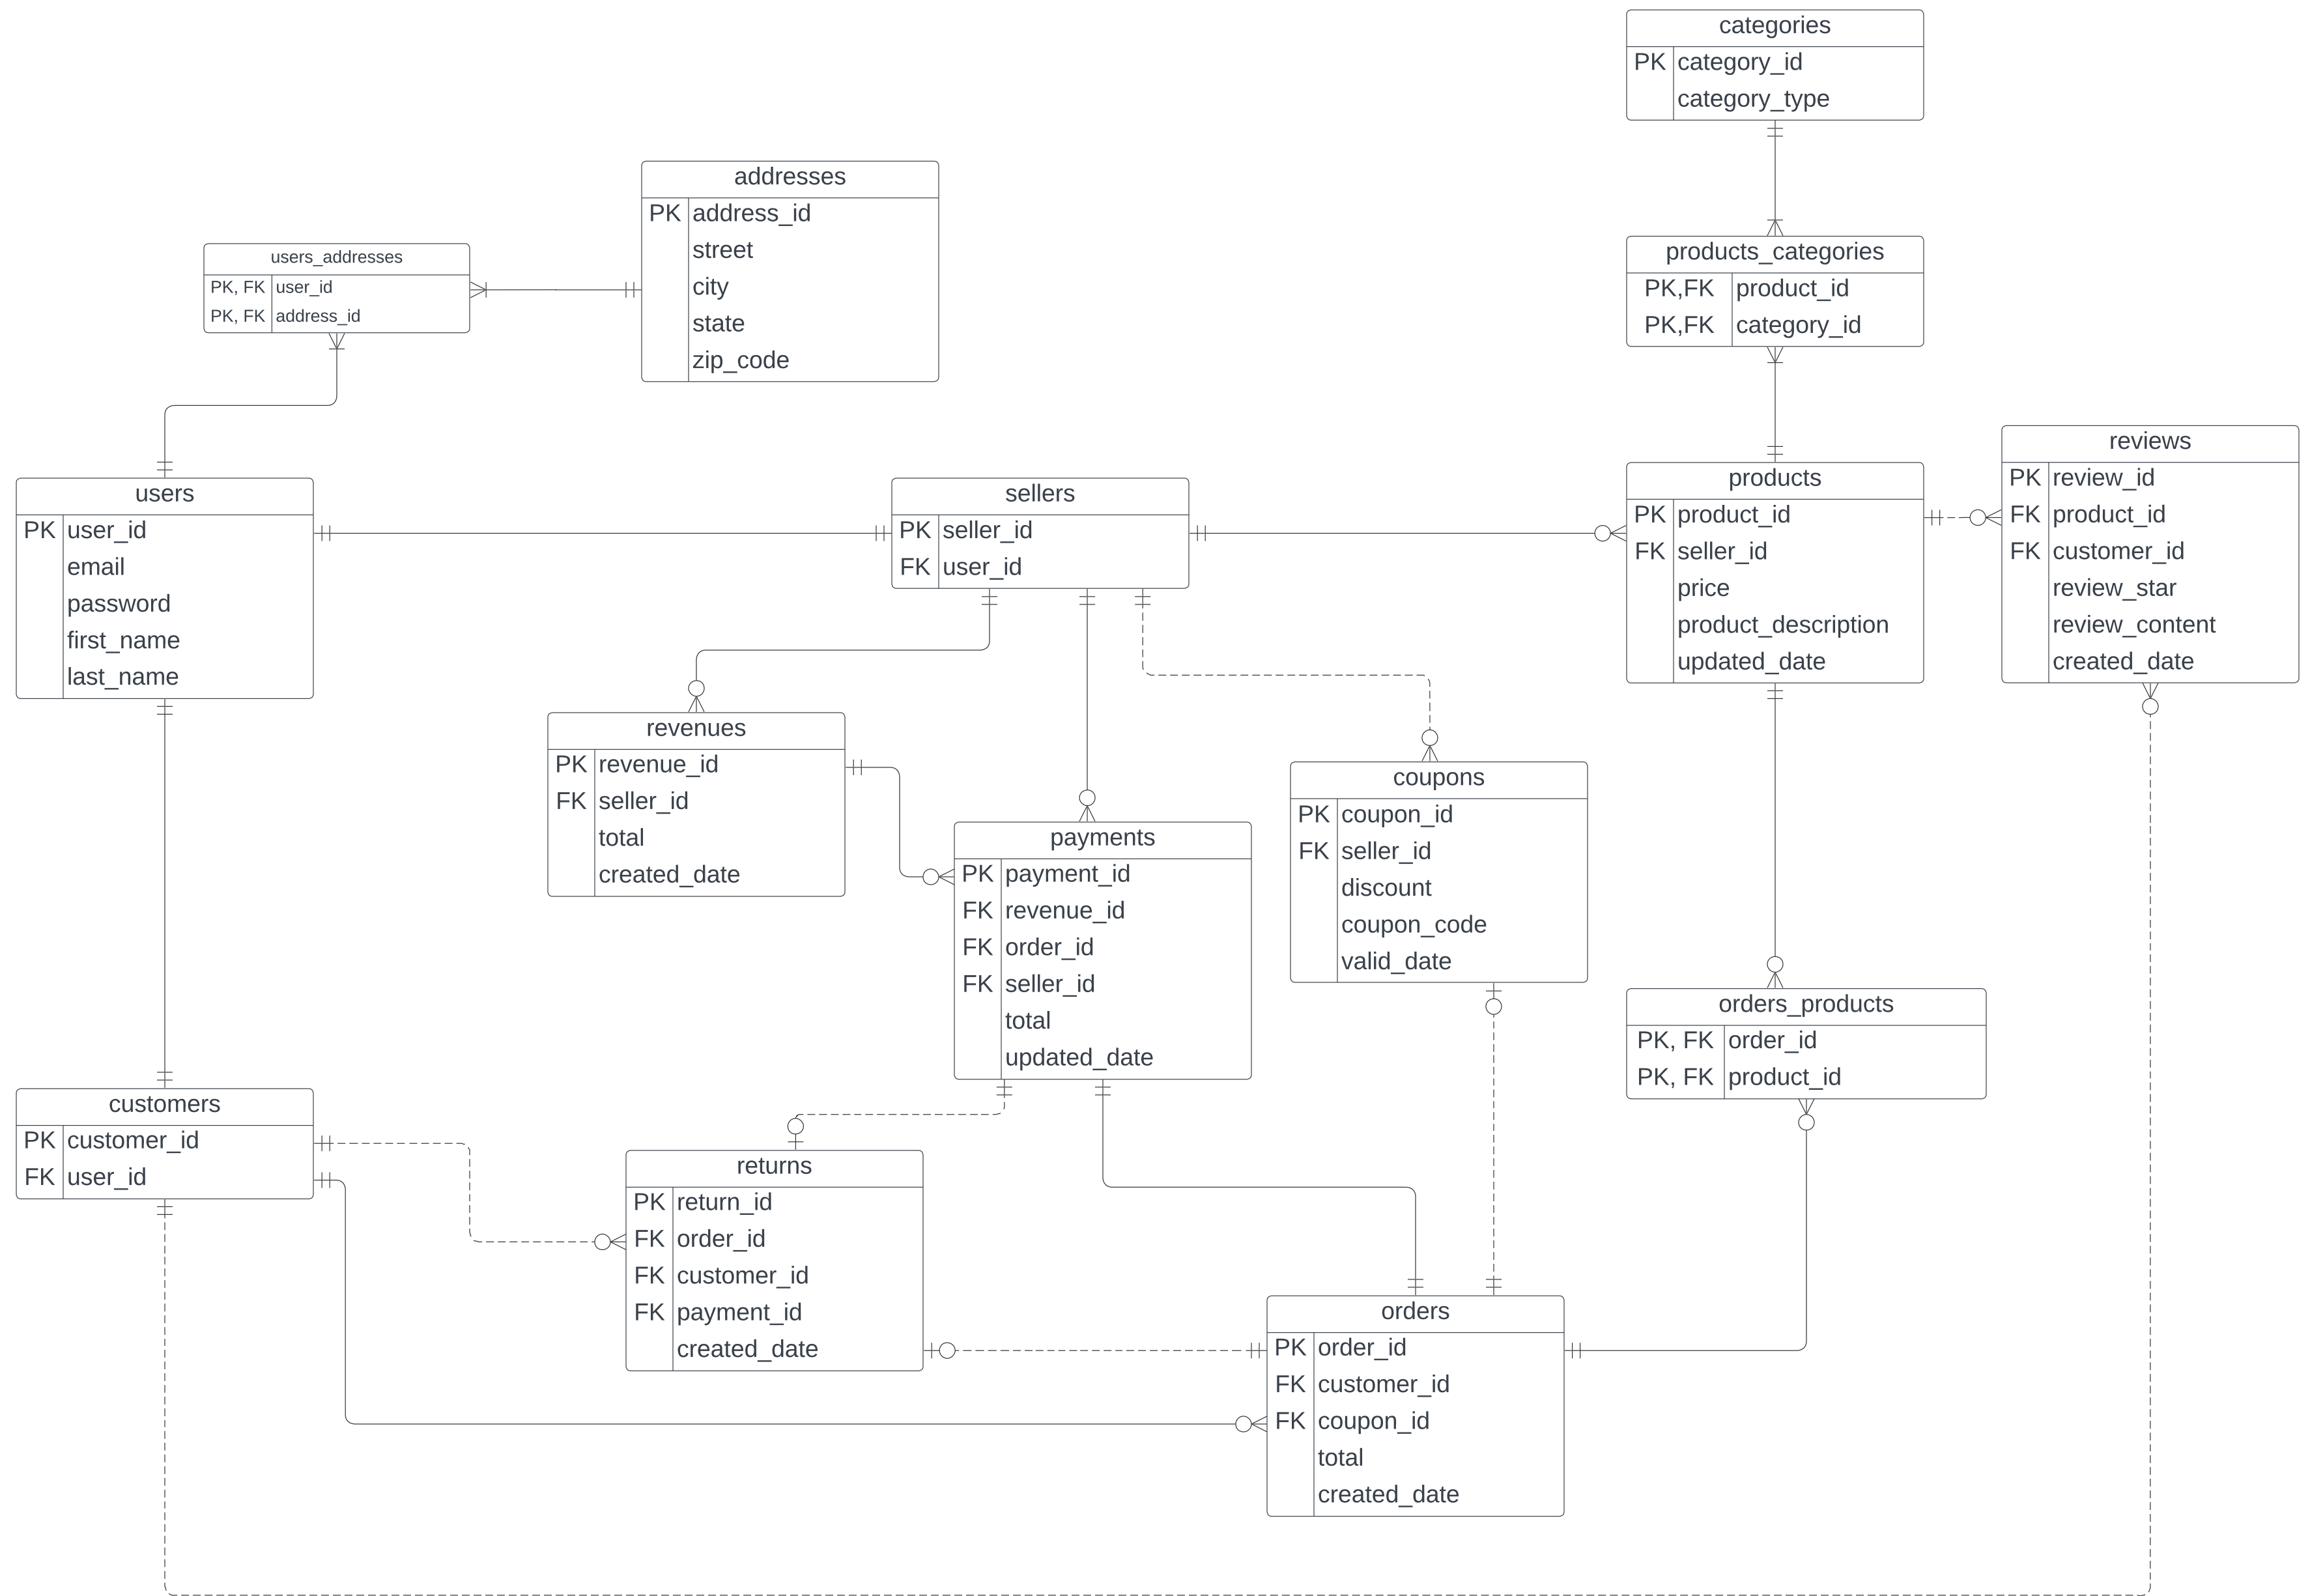 categories
PK category_id
category_type
addresses
PK address_id
street
city
state
zip_code
users_addresses
PK, FK user_id
PK, FK address_id
products_categories
PK,FK product_id
PK,FK category_id
users
PK user_id
email
password
first_name
last_name
sellers
PK seller_id
FK user_id
products
PK product_id
FK seller_id
price
product_description
updated_date
reviews
PK review_id
FK product_id
FK customer_id
review_star
review_content
created_date
revenues
PK revenue_id
FK seller_id
total
created_date
payments
PK payment_id
FK revenue_id
FK order_id
FK seller_id
total
updated_date
coupons
PK coupon_id
FK seller_id
discount
coupon_code
valid_date
orders_products
PK, FK order_id
PK, FK product_id
customers
PK customer_id
FK user_id
returns
PK return_id
FK order_id
FK customer_id
FK payment_id
created_date
orders
PK order_id
FK customer_id
FK coupon_id
total
created_date